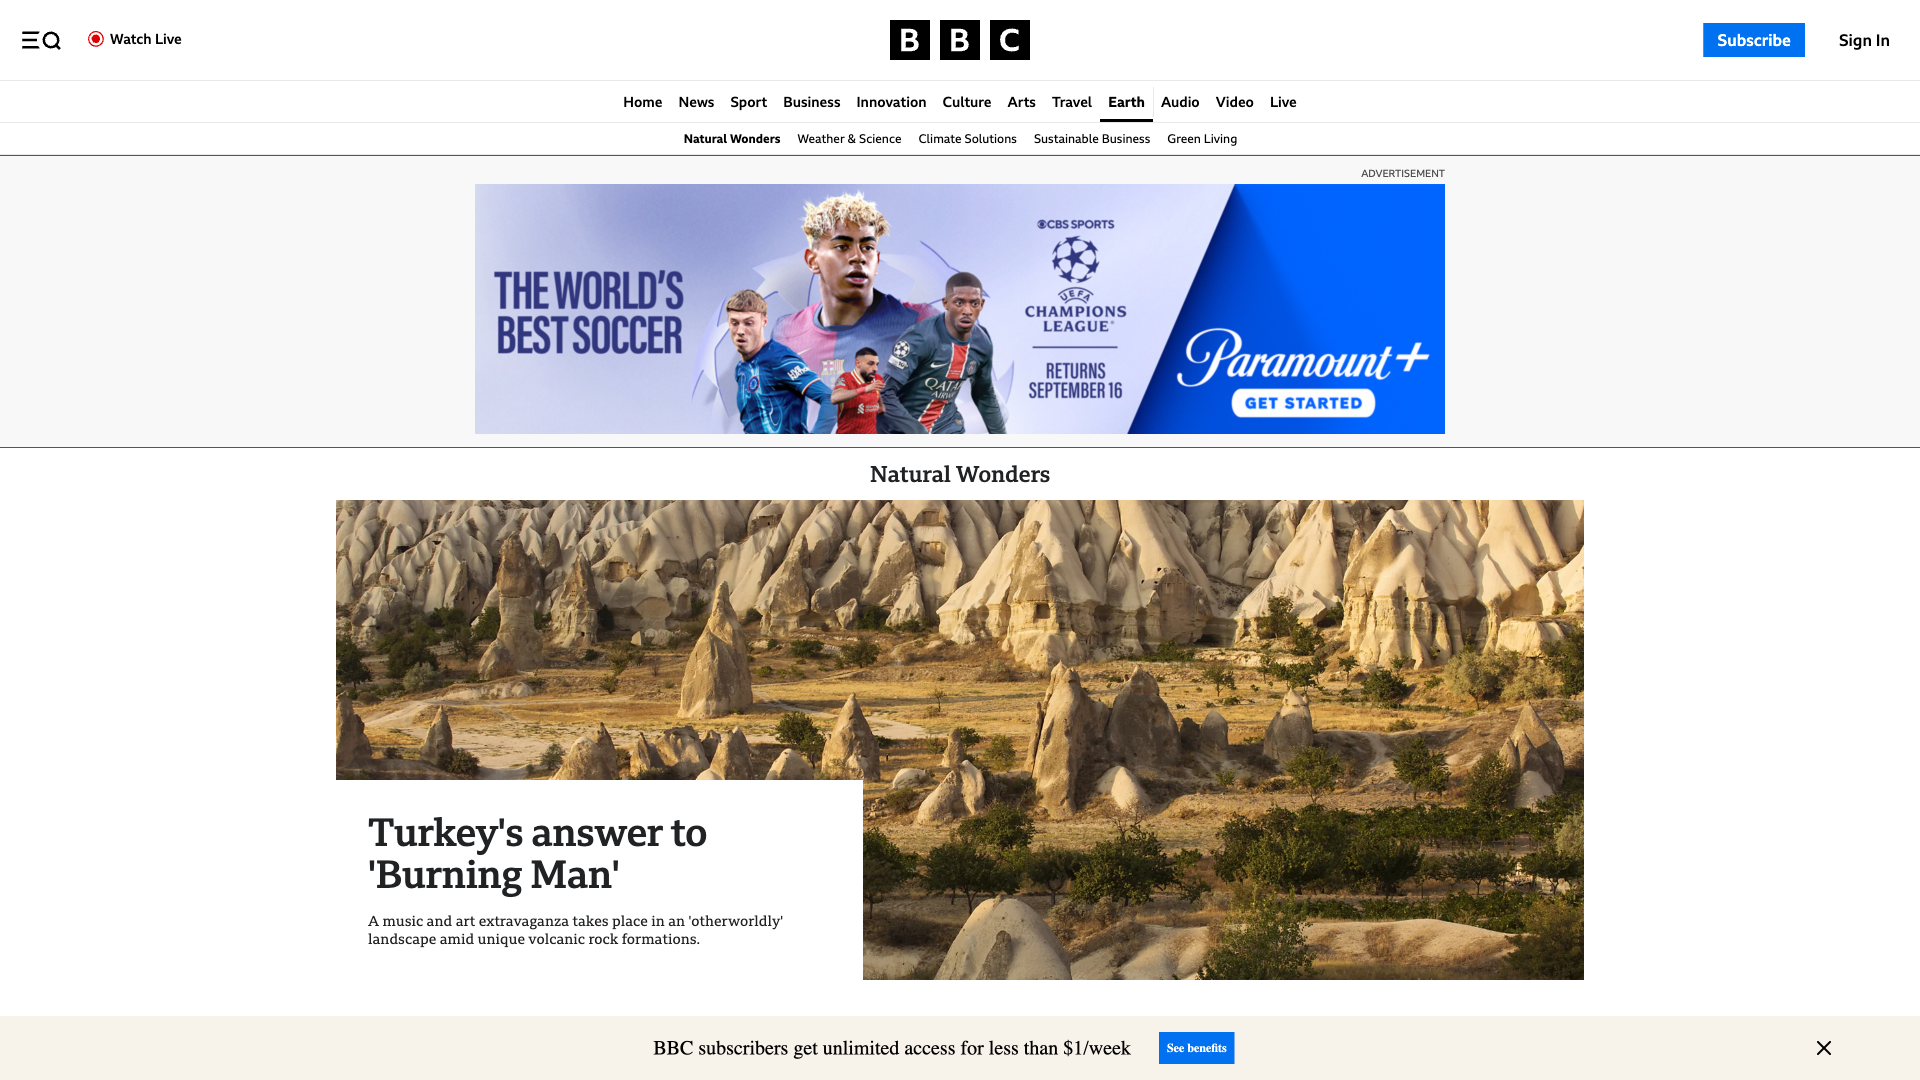 Watch Live
BBC
Subscribe
Sign In
Home News Sport Business Innovation Culture Arts Travel Earth Audio Video Live
Natural Wonders Weather & Science Climate Solutions Sustainable Business Green Living
ADVERTISEMENT
THE WORLD'S
BEST SOCCER
QATAR
AIRWAYS
CBS SPORTS
UEFA
CHAMPIONS
LEAGUE®
RETURNS
SEPTEMBER 16
Paramount+
GET STARTED
Natural Wonders
Turkey's answer to
'Burning Man'
A music and art extravaganza takes place in an 'otherworldly'
landscape amid unique volcanic rock formations.
BBC subscribers get unlimited access for less than $1/week
See benefits